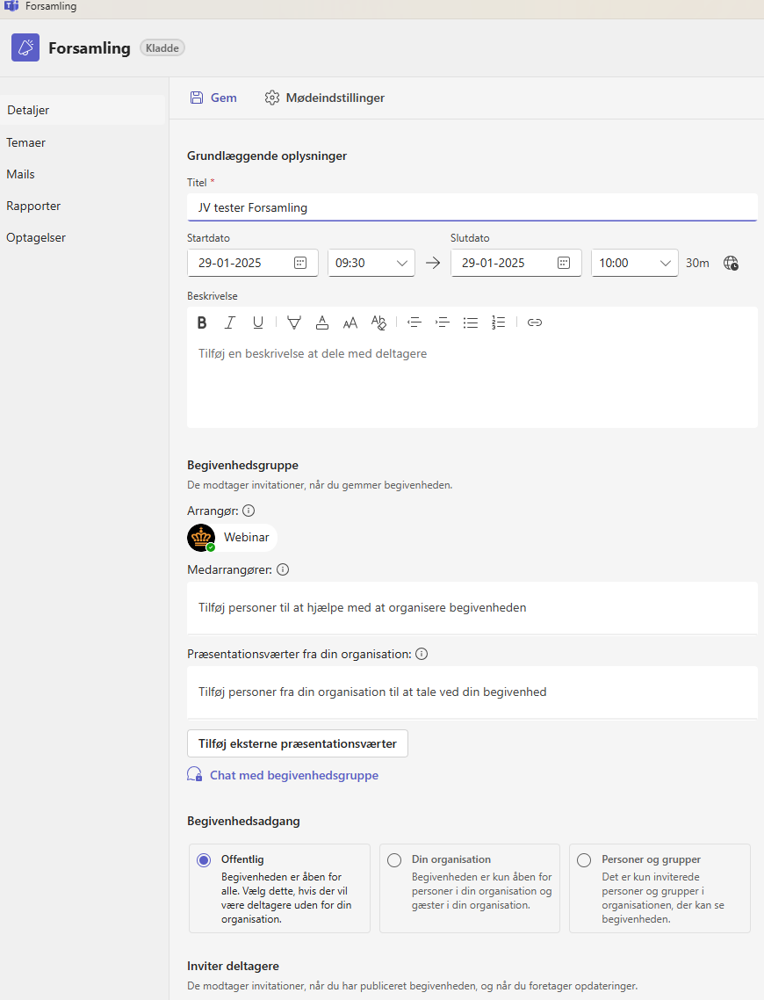 Forsamling
Forsamling Kladde
Detaljer
Temaer
Mails
Rapporter
Optagelser
Gem Mødeindstillinger
Grundlæggende oplysninger
Titel *
JV tester Forsamling
Startdato Slutdato
29-01-2025 09:30 29-01-2025 10:00 30m
Beskrivelse
Tilføj en beskrivelse at dele med deltagere
Begivenhedsgruppe
De modtager invitationer, når du gemmer begivenheden.
Arrangør:
Webinar
Medarrangører:
Tilføj personer til at hjælpe med at organisere begivenheden
Præsentationsværter fra din organisation:
Tilføj personer fra din organisation til at tale ved din begivenhed
Tilføj eksterne præsentationsværter
Chat med begivenhedsgruppe
Begivenhedsadgang
Offentlig
Begivenheden er åben for
alle. Vælg dette, hvis der vil
være deltagere uden for din
organisation.
Din organisation
Begivenheden er kun åben for
personer i din organisation og
gæster i din organisation.
Personer og grupper
Det er kun inviterede
personer og grupper i
organisationen, der kan se
begivenheden.
Inviter deltagere
De modtager invitationer, når du har publiceret begivenheden, og når du foretager opdateringer.